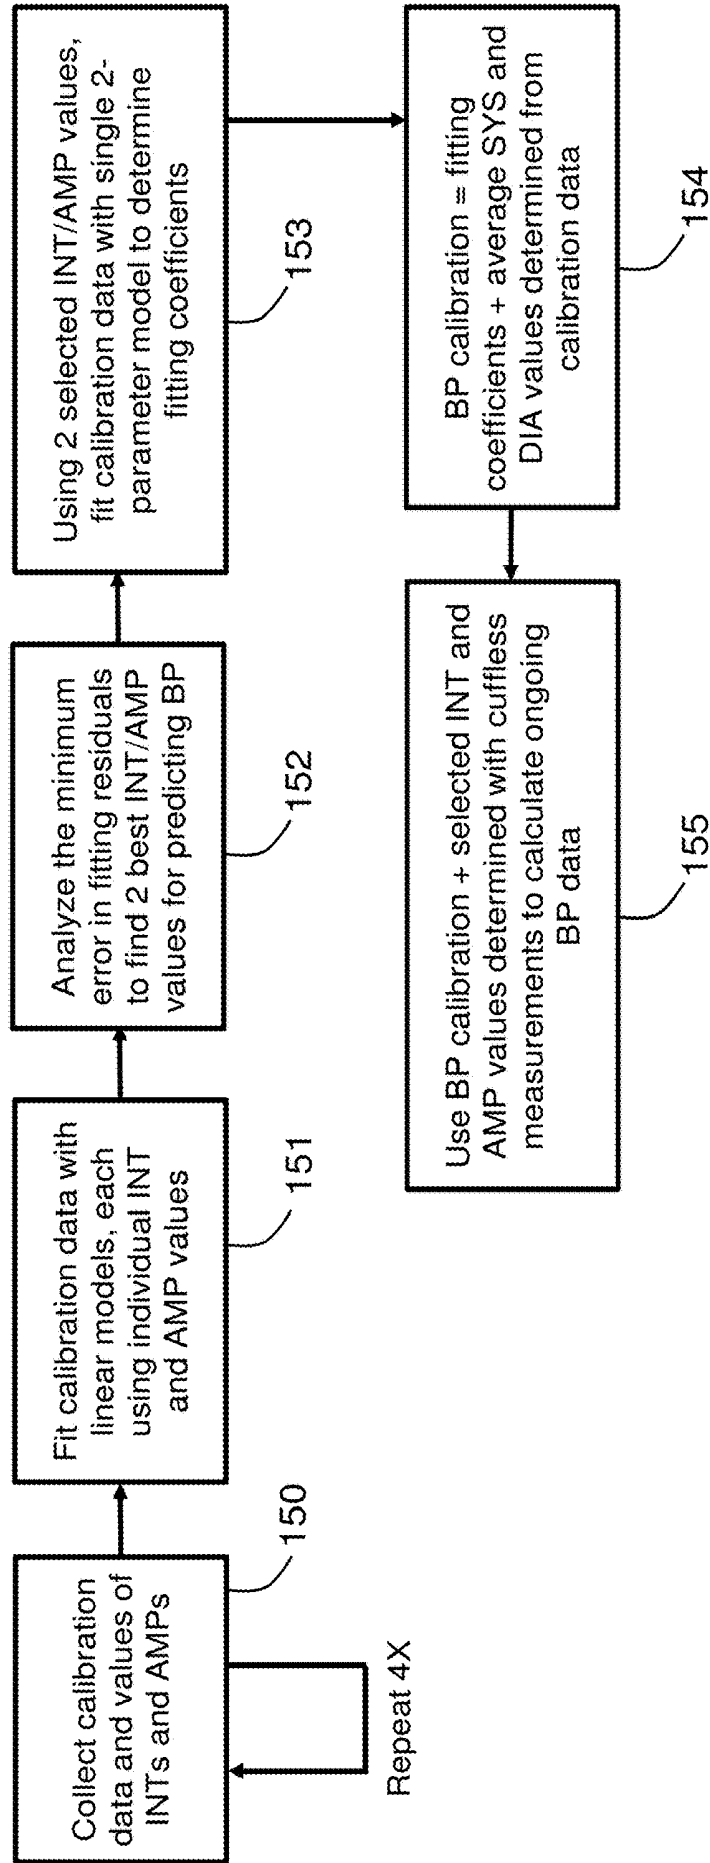 Collect calibration
data and values of
INTs and AMPs
150
Repeat 4X
Fit calibration data with
linear models, each
using individual INT
and AMP values
151
Analyze the minimum
error in fitting residuals
to find 2 best INT/AMP
values for predicting BP
152
Using 2 selected INT/AMP values,
fit calibration data with single 2-
parameter model to determine
fitting coefficients
153
BP calibration = fitting
coefficients + average SYS and
DIA values determined from
calibration data
154
Use BP calibration + selected INT and
AMP values determined with cuffless
measurements to calculate ongoing
BP data
155